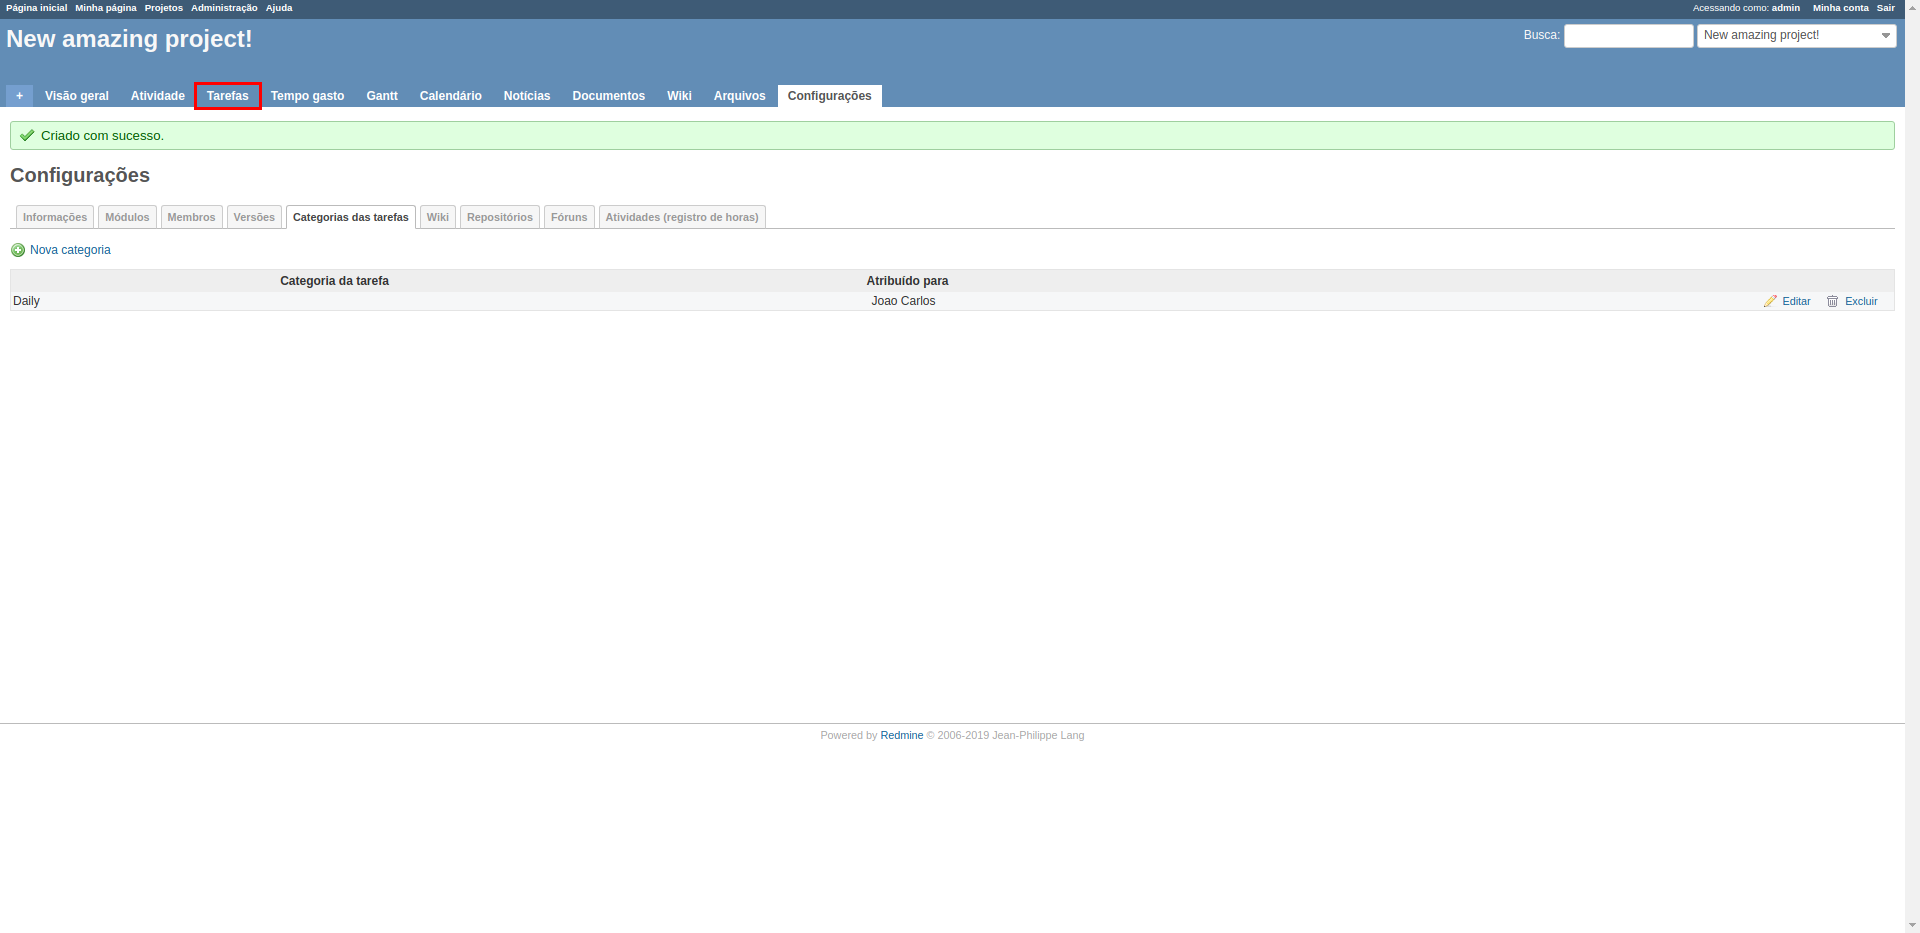 Página inicial Minha página Projetos Administração Ajuda Acessando como: admin Minha conta Sair
New amazing project! Busca: New amazing project!
+ Visão geral Atividade Tarefas Tempo gasto Gantt Calendário Notícias Documentos Wiki Arquivos Configurações
Criado com sucesso.
Configurações
Informações Módulos Membros Versões Categorias das tarefas Wiki Repositórios Fóruns Atividades (registro de horas)
Nova categoria
Categoria da tarefa Atribuído para
Daily Joao Carlos Editar Excluir
Powered by Redmine © 2006-2019 Jean-Philippe Lang